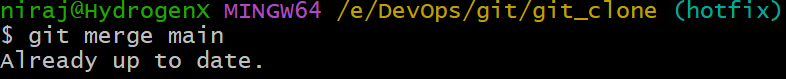 niraj@HydrogenX MINGW64 /e/DevOps/git/git_clone (hotfix)
$ git merge main
Already up to date.